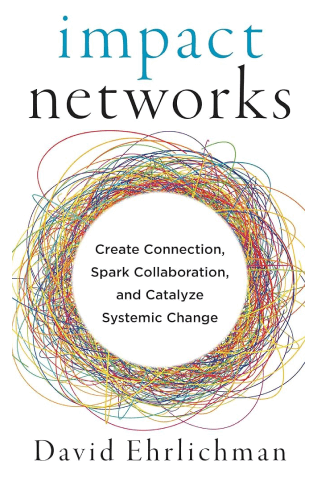 impact
networks
Create Connection,
Spark Collaboration,
and Catalyze
Systemic Change
David Ehrlichman